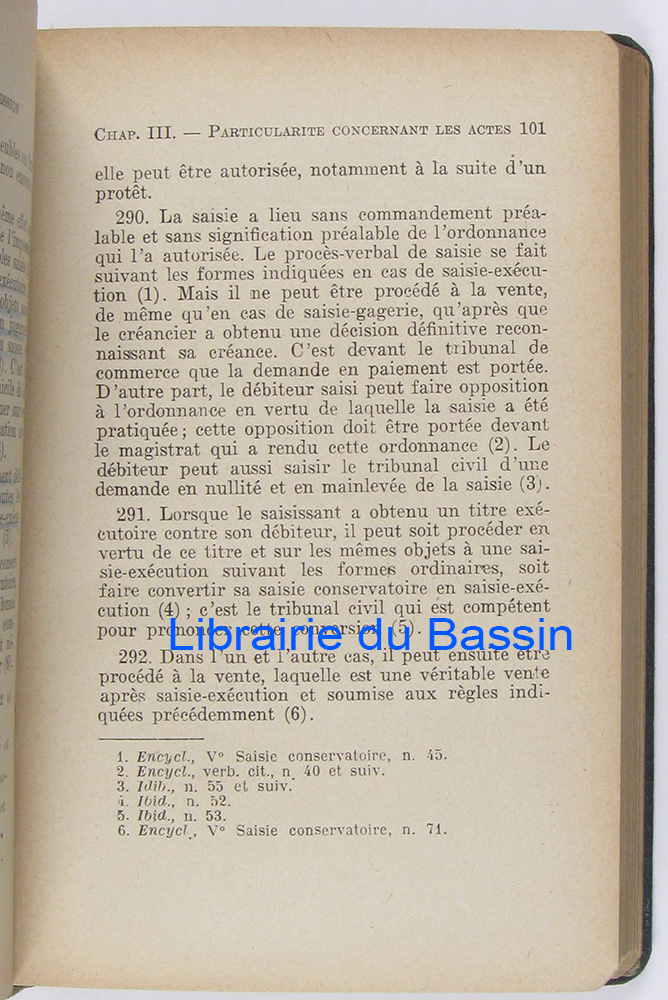 CHAP. III. — PARTICULARITE CONCERNANT LES ACTES 101
elle peut être autorisée, notamment à la suite d'un
protêt.
290. La saisie a lieu sans commandement préa-
lable et sans signification préalable de l'ordonnance
qui l'a autorisée. Le procès-verbal de saisie se fait
suivant les formes indiquées en cas de saisie-exécu-
tion (1). Mais il ne peut être procédé à la vente,
de même qu'en cas de saisie-gagerie, qu'après que
le créancier a obtenu une décision définitive recon-
naissant sa créance. C'est devant le tribunal de
commerce que la demande en paiement est portée.
D'autre part, le débiteur saisi peut faire opposition
à l'ordonnance en vertu de laquelle la saisie a été
pratiquée; cette opposition doit être portée devant
le magistrat qui a rendu cette ordonnance (2). Le
débiteur peut aussi saisir le tribunal civil d'une
demande en nullité et en mainlevée de la saisie (3).
291. Lorsque le saisissant a obtenu un titre exé-
cutoire contre son débiteur, il peut soit procéder en
vertu de ce titre et sur les mêmes objets à une sai-
sie-exécution suivant les formes ordinaires, soit
faire convertir sa saisie conservatoire en saisie-exé-
cution (4) ; c'est le tribunal civil qui est compétent
pour prononcer cette conversion (5).
Librairie du Bassin
292. Dans l'un et l'autre cas, il peut ensuite être
procédé à la vente, laquelle est une véritable vente
après saisie-exécution et soumise aux règles indi-
quées précédemment (6).
1. Encycl., V° Saisie conservatoire, n. 45.
2. Encycl., verb. cit., n. 40 et suiv.
3. Idib., n. 55 et suiv.
4. Ibid., n. 52.
5. Ibid., n. 53.
6. Encycl., V° Saisie conservatoire, n. 71.